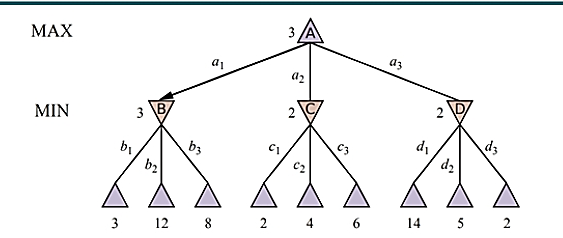 MAX 3 A
a₁ a₂ a₃
MIN 3 B 2 C 2 D
b₁ b₂ b₃ c₁ c₂ c₃ d₁ d₂ d₃
3 12 8 2 4 6 14 5 2